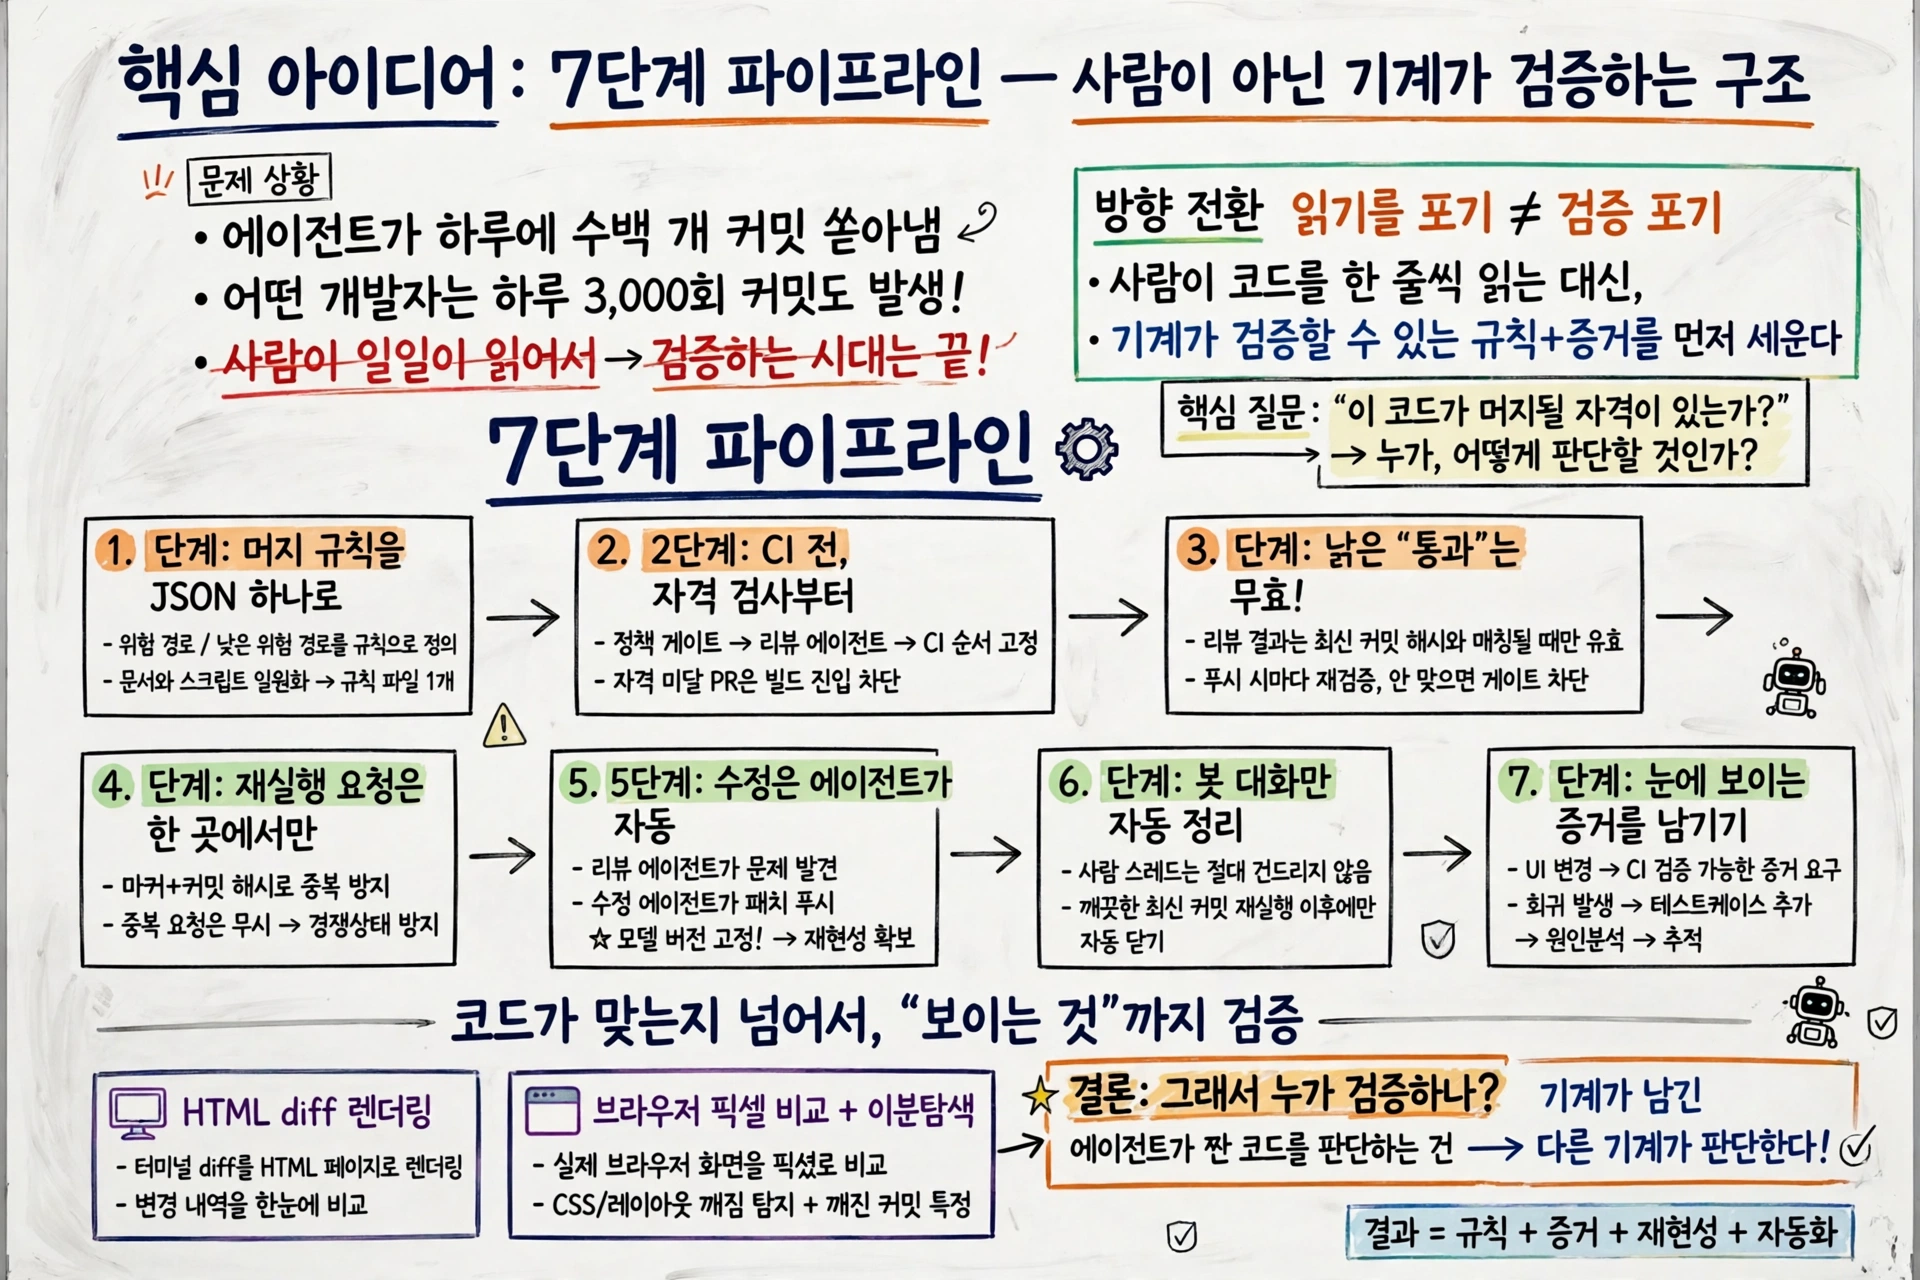 핵심 아이디어: 7단계 파이프라인 — 사람이 아닌 기계가 검증하는 구조
문제 상황
• 에이전트가 하루에 수백 개 커밋 쏟아냄
• 어떤 개발자는 하루 3,000회 커밋도 발생!
• 사람이 일일이 읽어서 → 검증하는 시대는 끝!
방향 전환 읽기를 포기 ≠ 검증 포기
• 사람이 코드를 한 줄씩 읽는 대신,
• 기계가 검증할 수 있는 규칙+증거를 먼저 세운다
핵심 질문: “이 코드가 머지될 자격이 있는가?”
→ 누가, 어떻게 판단할 것인가?
7단계 파이프라인
1. 단계: 머지 규칙을
JSON 하나로
- 위험 경로 / 낮은 위험 경로를 규칙으로 정의
- 문서와 스크립트 일원화 → 규칙 파일 1개
2. 2단계: CI 전,
자격 검사부터
- 정책 게이트 → 리뷰 에이전트 → CI 순서 고정
- 자격 미달 PR은 빌드 진입 차단
3. 단계: 낡은 “통과”는
무효!
- 리뷰 결과는 최신 커밋 해시와 매칭될 때만 유효
- 푸시 시마다 재검증, 안 맞으면 게이트 차단
4. 단계: 재실행 요청은
한 곳에서만
- 마커+커밋 해시로 중복 방지
- 중복 요청은 무시 → 경쟁상태 방지
5. 5단계: 수정은 에이전트가
자동
- 리뷰 에이전트가 문제 발견
- 수정 에이전트가 패치 푸시
☆ 모델 버전 고정! → 재현성 확보
6. 단계: 봇 대화만
자동 정리
- 사람 스레드는 절대 건드리지 않음
- 깨끗한 최신 커밋 재실행 이후에만
자동 닫기
7. 단계: 눈에 보이는
증거를 남기기
- UI 변경 → CI 검증 가능한 증거 요구
- 회귀 발생 → 테스트케이스 추가
→ 원인분석 → 추적
코드가 맞는지 넘어서, “보이는 것”까지 검증
HTML diff 렌더링
- 터미널 diff를 HTML 페이지로 렌더링
- 변경 내역을 한눈에 비교
브라우저 픽셀 비교 + 이분탐색
- 실제 브라우저 화면을 픽셨로 비교
- CSS/레이아웃 깨짐 탐지 + 깨진 커밋 특정
결론: 그래서 누가 검증하나? 기계가 남긴
에이전트가 짠 코드를 판단하는 건 → 다른 기계가 판단한다!
결과 = 규칙 + 증거 + 재현성 + 자동화